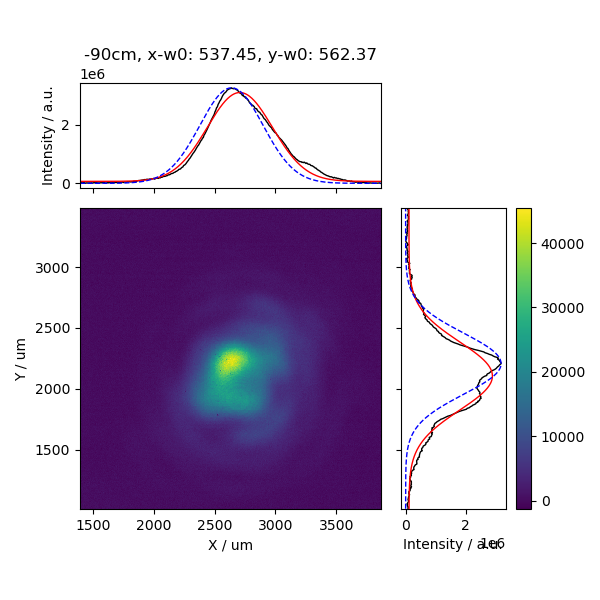 -90cm, x-w0: 537.45, y-w0: 562.37
1e6
Intensity / a.u.
2
0
3000
2500
2000
1500
Y / um
1500
2000
2500
3000
3500
X / um
0
2
1e6
Intensity / a.u.
40000
30000
20000
10000
0